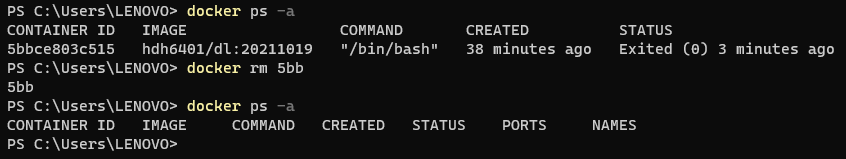 PS C:\Users\LENOVO> docker ps -a
CONTAINER ID   IMAGE                COMMAND       CREATED          STATUS
5bbce803c515   hdh6401/dl:20211019   "/bin/bash"   38 minutes ago   Exited (0) 3 minutes ago
PS C:\Users\LENOVO> docker rm 5bb
5bb
PS C:\Users\LENOVO> docker ps -a
CONTAINER ID   IMAGE     COMMAND   CREATED   STATUS    PORTS     NAMES
PS C:\Users\LENOVO>